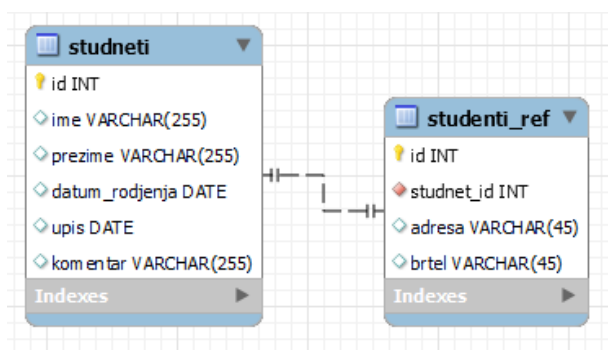 studneti
id INT
ime VARCHAR(255)
prezime VARCHAR(255)
datum_rodjenja DATE
upis DATE
komentar VARCHAR(255)
Indexes
studenti_ref
id INT
studnet_id INT
adresa VARCHAR(45)
brtel VARCHAR(45)
Indexes